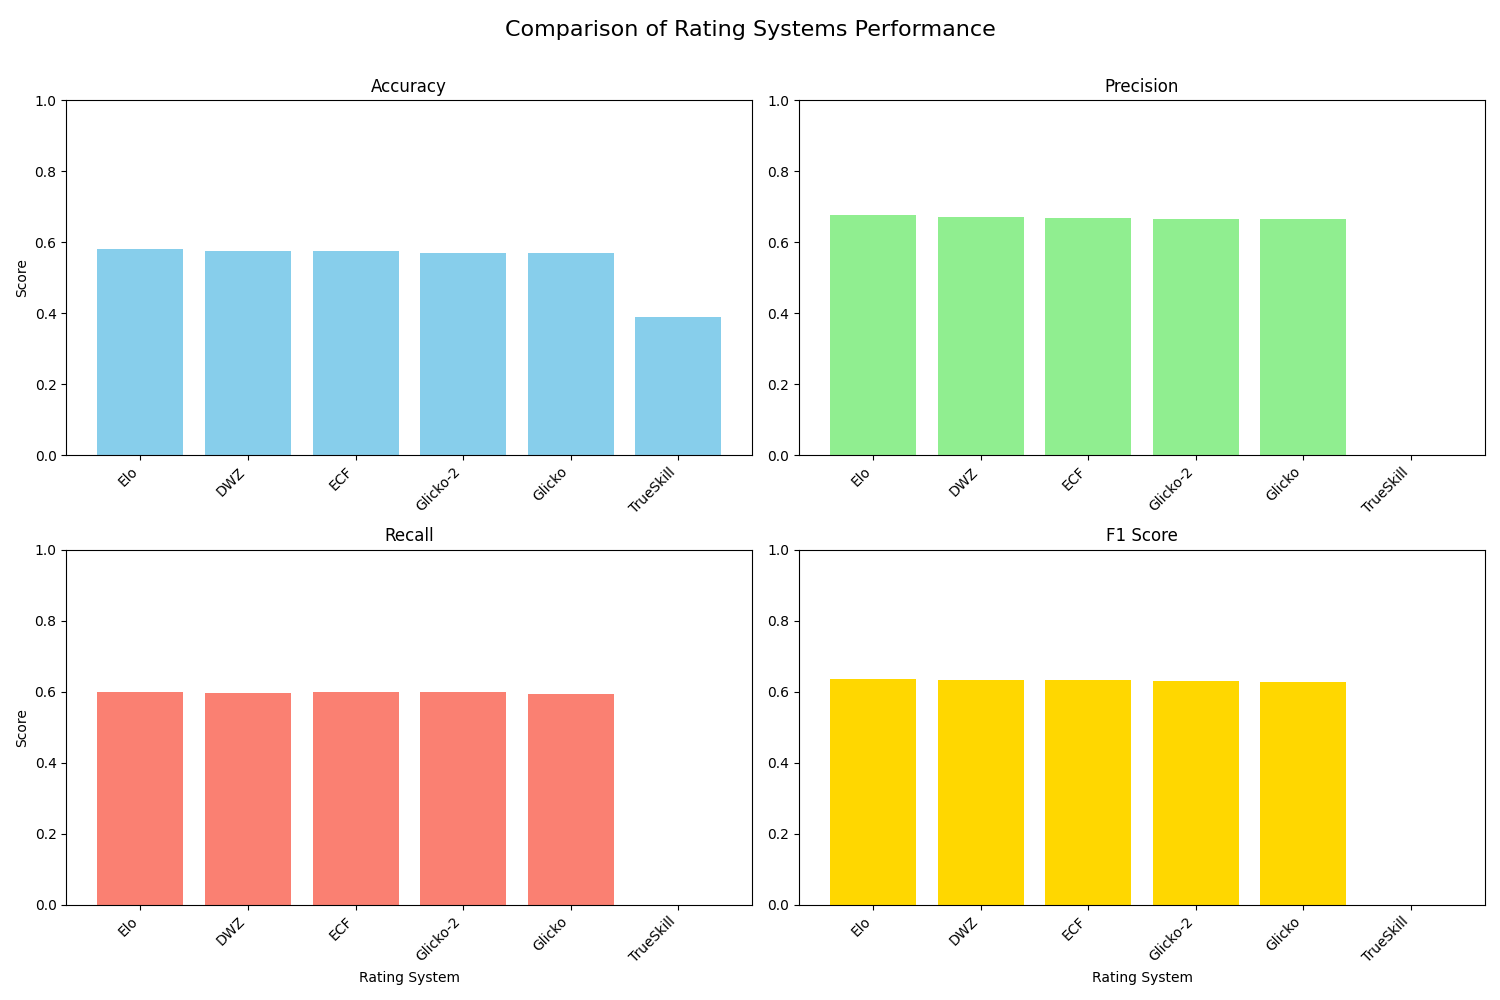 Comparison of Rating Systems Performance
Accuracy
1.0
0.8
0.6
0.4
0.2
0.0
Score
Elo
DWZ
ECF
Glicko-2
Glicko
TrueSkill
Precision
1.0
0.8
0.6
0.4
0.2
0.0
Elo
DWZ
ECF
Glicko-2
Glicko
TrueSkill
Recall
1.0
0.8
0.6
0.4
0.2
0.0
Score
Elo
DWZ
ECF
Glicko-2
Glicko
TrueSkill
Rating System
F1 Score
1.0
0.8
0.6
0.4
0.2
0.0
Elo
DWZ
ECF
Glicko-2
Glicko
TrueSkill
Rating System